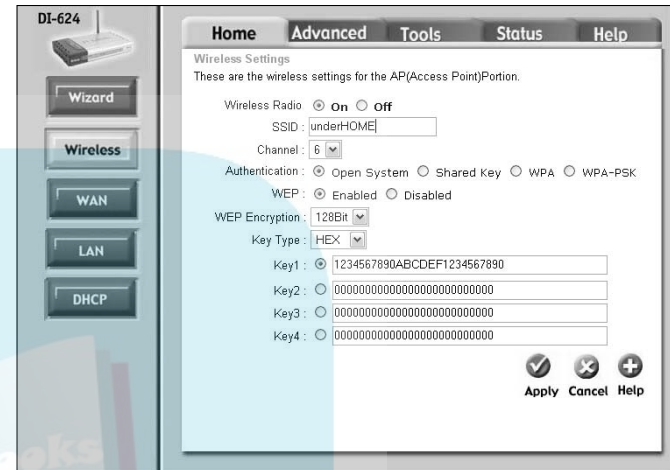 DI-624
Home Advanced Tools Status Help
Wizard
Wireless
WAN
LAN
DHCP
Wireless Settings
These are the wireless settings for the AP(Access Point)Portion.
Wireless Radio On Off
SSID : underHOME
Channel : 6
Authentication : Open System Shared Key WPA WPA-PSK
WEP : Enabled Disabled
WEP Encryption : 128Bit
Key Type : HEX
Key1 : 1234567890ABCDEF1234567890
Key2 : 00000000000000000000000000
Key3 : 00000000000000000000000000
Key4 : 00000000000000000000000000
Apply Cancel Help